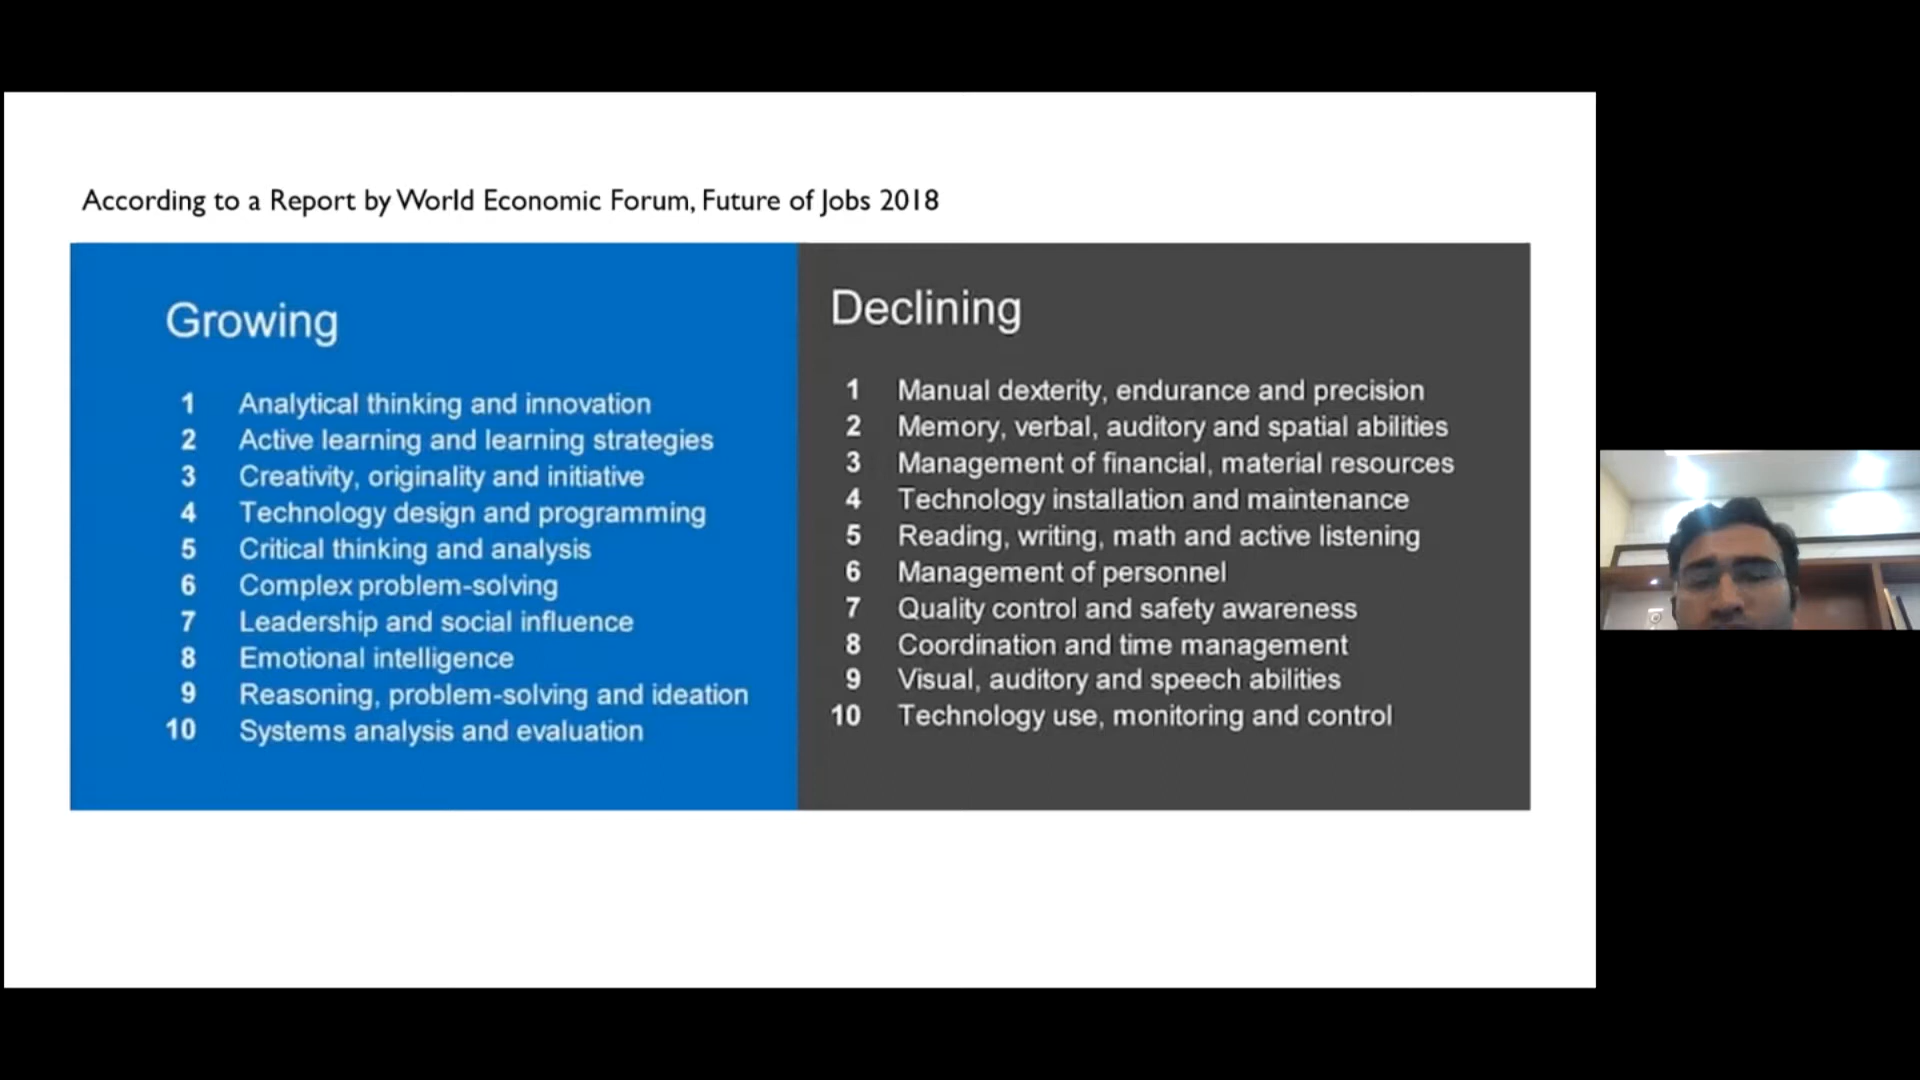 According to a Report by World Economic Forum, Future of Jobs 2018
Growing
1 Analytical thinking and innovation
2 Active learning and learning strategies
3 Creativity, originality and initiative
4 Technology design and programming
5 Critical thinking and analysis
6 Complex problem-solving
7 Leadership and social influence
8 Emotional intelligence
9 Reasoning, problem-solving and ideation
10 Systems analysis and evaluation
Declining
1 Manual dexterity, endurance and precision
2 Memory, verbal, auditory and spatial abilities
3 Management of financial, material resources
4 Technology installation and maintenance
5 Reading, writing, math and active listening
6 Management of personnel
7 Quality control and safety awareness
8 Coordination and time management
9 Visual, auditory and speech abilities
10 Technology use, monitoring and control